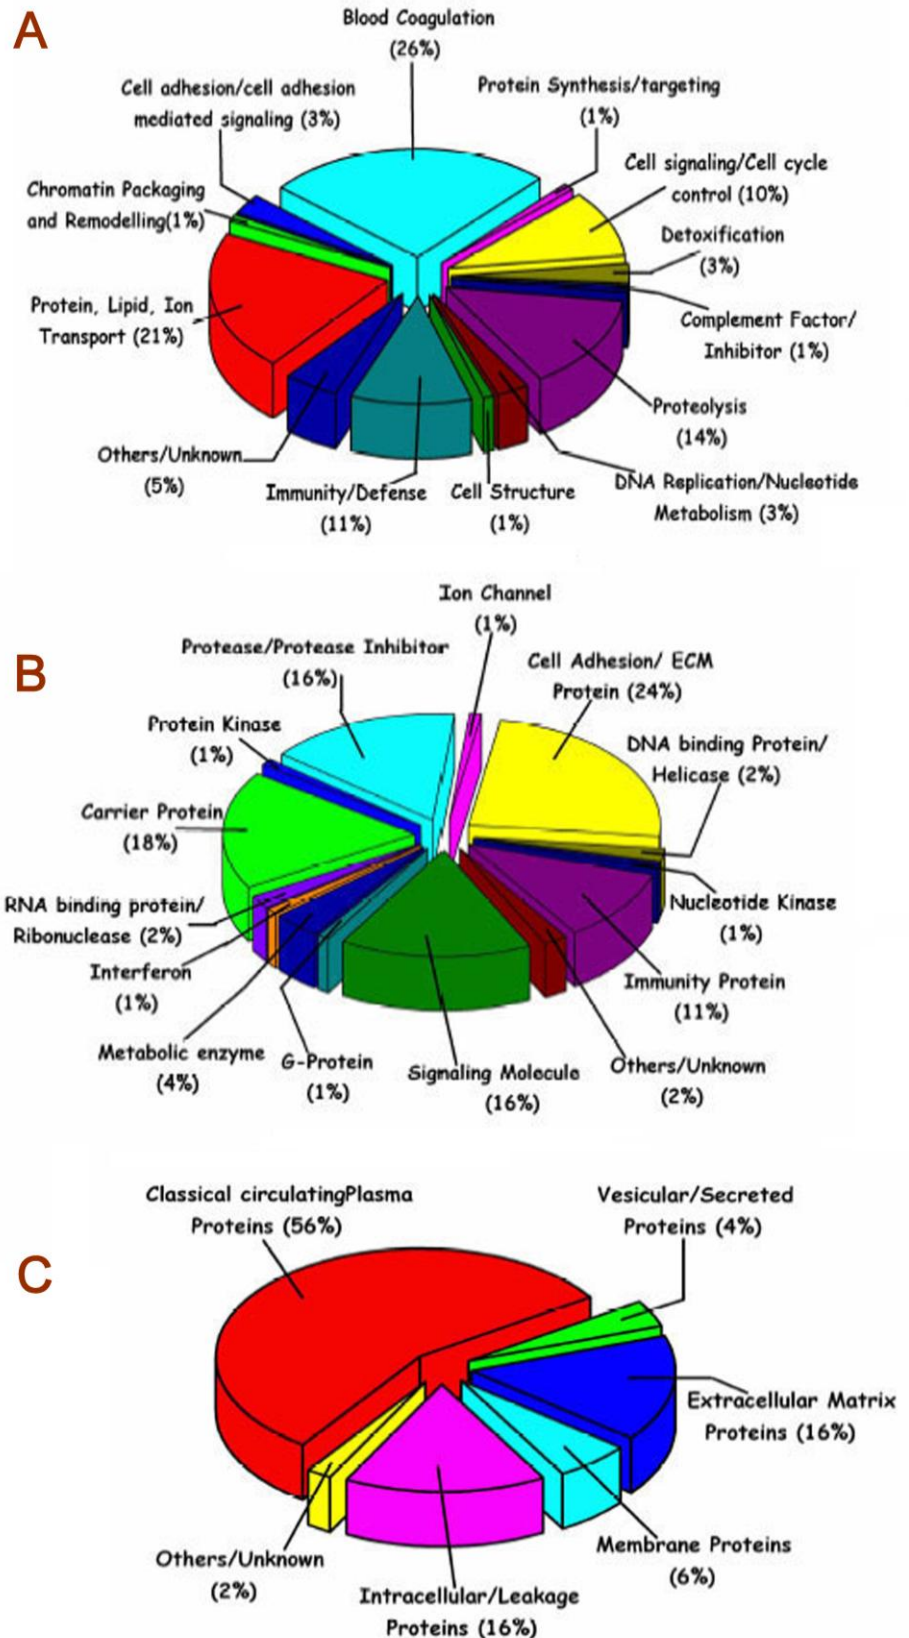 A
Blood Coagulation
(26%)
Cell adhesion/cell adhesion
mediated signaling (3%)
Protein Synthesis/targeting
(1%)
Cell signaling/Cell cycle
control (10%)
Chromatin Packaging
and Remodelling(1%)
Detoxification
(3%)
Protein, Lipid, Ion
Transport (21%)
Complement Factor/
Inhibitor (1%)
Proteolysis
(14%)
Others/Unknown
(5%)
Immunity/Defense
(11%)
Cell Structure
(1%)
DNA Replication/Nucleotide
Metabolism (3%)
B
Ion Channel
(1%)
Protease/Protease Inhibitor
(16%)
Cell Adhesion/ ECM
Protein (24%)
Protein Kinase
(1%)
DNA binding Protein/
Helicase (2%)
Carrier Protein
(18%)
RNA binding protein/
Ribonuclease (2%)
Nucleotide Kinase
(1%)
Interferon
(1%)
Immunity Protein
(11%)
Metabolic enzyme
(4%)
G-Protein
(1%)
Signaling Molecule
(16%)
Others/Unknown
(2%)
C
Classical circulatingPlasma
Proteins (56%)
Vesicular/Secreted
Proteins (4%)
Extracellular Matrix
Proteins (16%)
Membrane Proteins
(6%)
Others/Unknown
(2%)
Intracellular/Leakage
Proteins (16%)